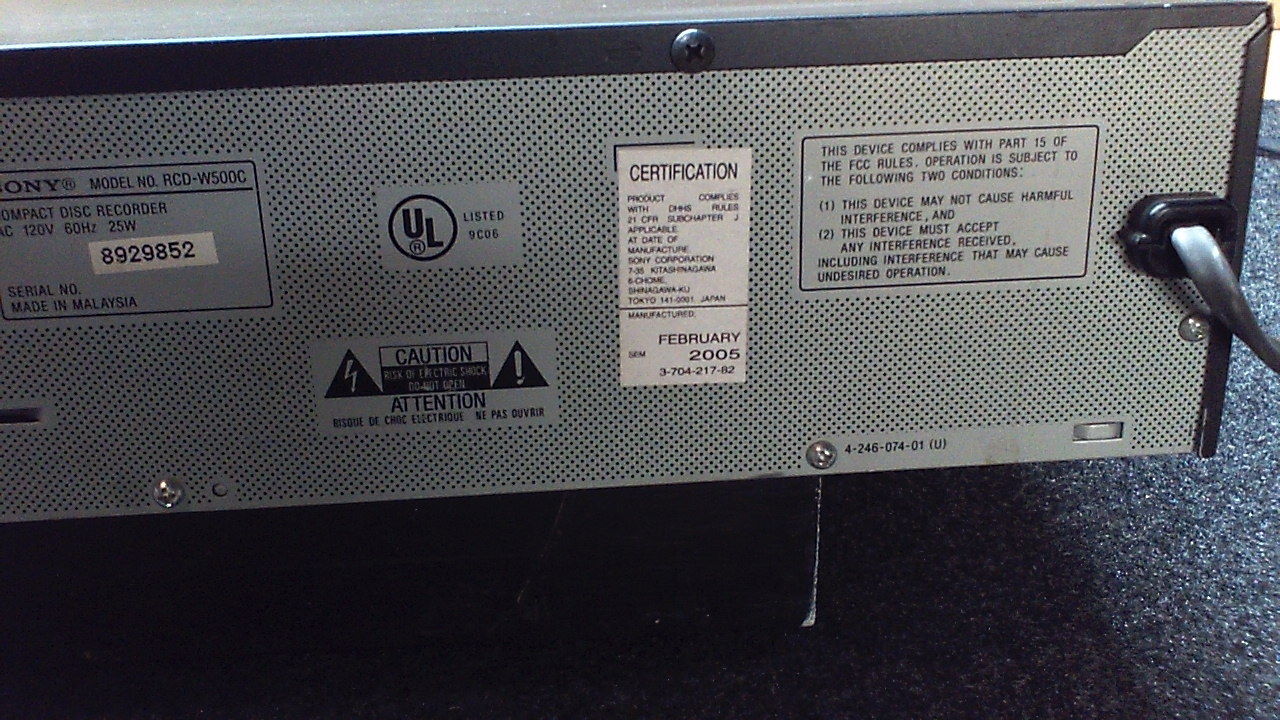 SONY® MODEL NO. RCD-W500C
COMPACT DISC RECORDER
AC 120V 60Hz 25W
8929852
SERIAL NO.
MADE IN MALAYSIA
UL
®
LISTED
9C06
CAUTION
RISK OF ELECTRIC SHOCK
DO NOT OPEN
ATTENTION
RISQUE DE CHOC ELECTRIQUE NE PAS OUVRIR
CERTIFICATION
PRODUCT COMPLIES
WITH DHHS RULES
21 CFR SUBCHAPTER J
APPLICABLE
AT DATE OF
MANUFACTURE.
SONY CORPORATION
7-35 KITASHINAGAWA
6-CHOME,
SHINAGAWA-KU
TOKYO 141-0001 JAPAN
MANUFACTURED;
FEBRUARY
SEM 2005
3-704-217-82
THIS DEVICE COMPLIES WITH PART 15 OF
THE FCC RULES. OPERATION IS SUBJECT TO
THE FOLLOWING TWO CONDITIONS:
(1) THIS DEVICE MAY NOT CAUSE HARMFUL
INTERFERENCE, AND
(2) THIS DEVICE MUST ACCEPT
ANY INTERFERENCE RECEIVED,
INCLUDING INTERFERENCE THAT MAY CAUSE
UNDESIRED OPERATION.
4-246-074-01 (U)